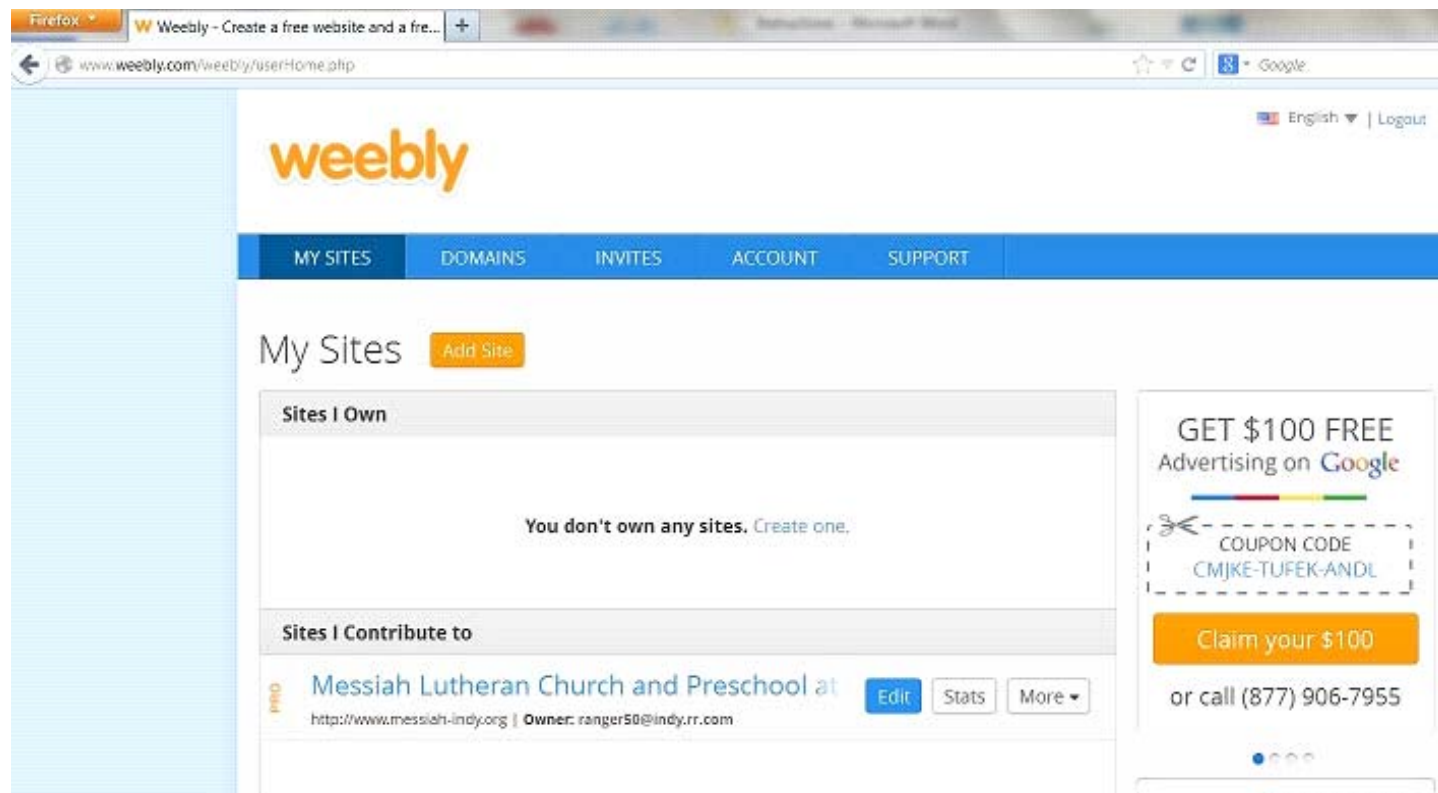 Firefox
W Weebly - Create a free website and a fre... +
Instructions - Microsoft Word
www.weebly.com/weebly/userHome.php
Google
English | Logout
weebly
MY SITES DOMAINS INVITES ACCOUNT SUPPORT
My Sites Add Site
Sites I Own
You don't own any sites. Create one.
Sites I Contribute to
PRO
Messiah Lutheran Church and Preschool at
Edit Stats More
http://www.messiah-indy.org | Owner: ranger50@indy.rr.com
GET $100 FREE
Advertising on Google
COUPON CODE
CMJKE-TUFEK-ANDL
Claim your $100
or call (877) 906-7955